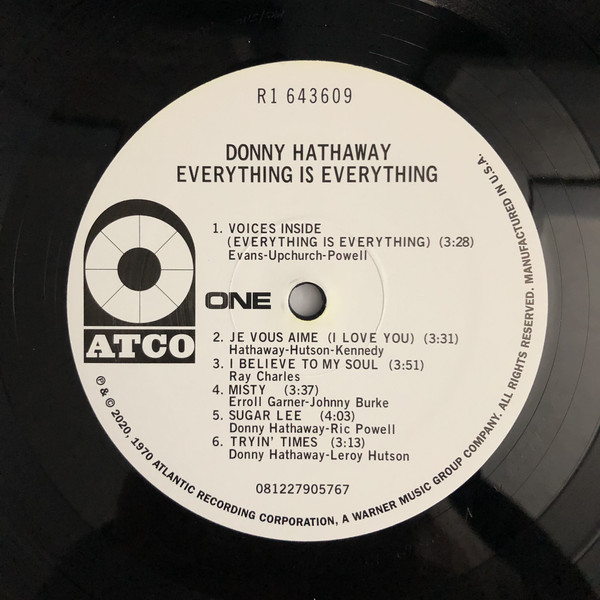 R1 643609
DONNY HATHAWAY
EVERYTHING IS EVERYTHING
1. VOICES INSIDE
(EVERYTHING IS EVERYTHING) (3:28)
Evans-Upchurch-Powell
ONE
ATCO
2. JE VOUS AIME (I LOVE YOU) (3:31)
Hathaway-Hutson-Kennedy
3. I BELIEVE TO MY SOUL (3:51)
Ray Charles
4. MISTY (3:37)
Erroll Garner-Johnny Burke
5. SUGAR LEE (4:03)
Donny Hathaway-Ric Powell
6. TRYIN' TIMES (3:13)
Donny Hathaway-Leroy Hutson
081227905767
℗ & © 2020, 1970 ATLANTIC RECORDING CORPORATION, A WARNER MUSIC GROUP COMPANY. ALL RIGHTS RESERVED. MANUFACTURED IN U.S.A.